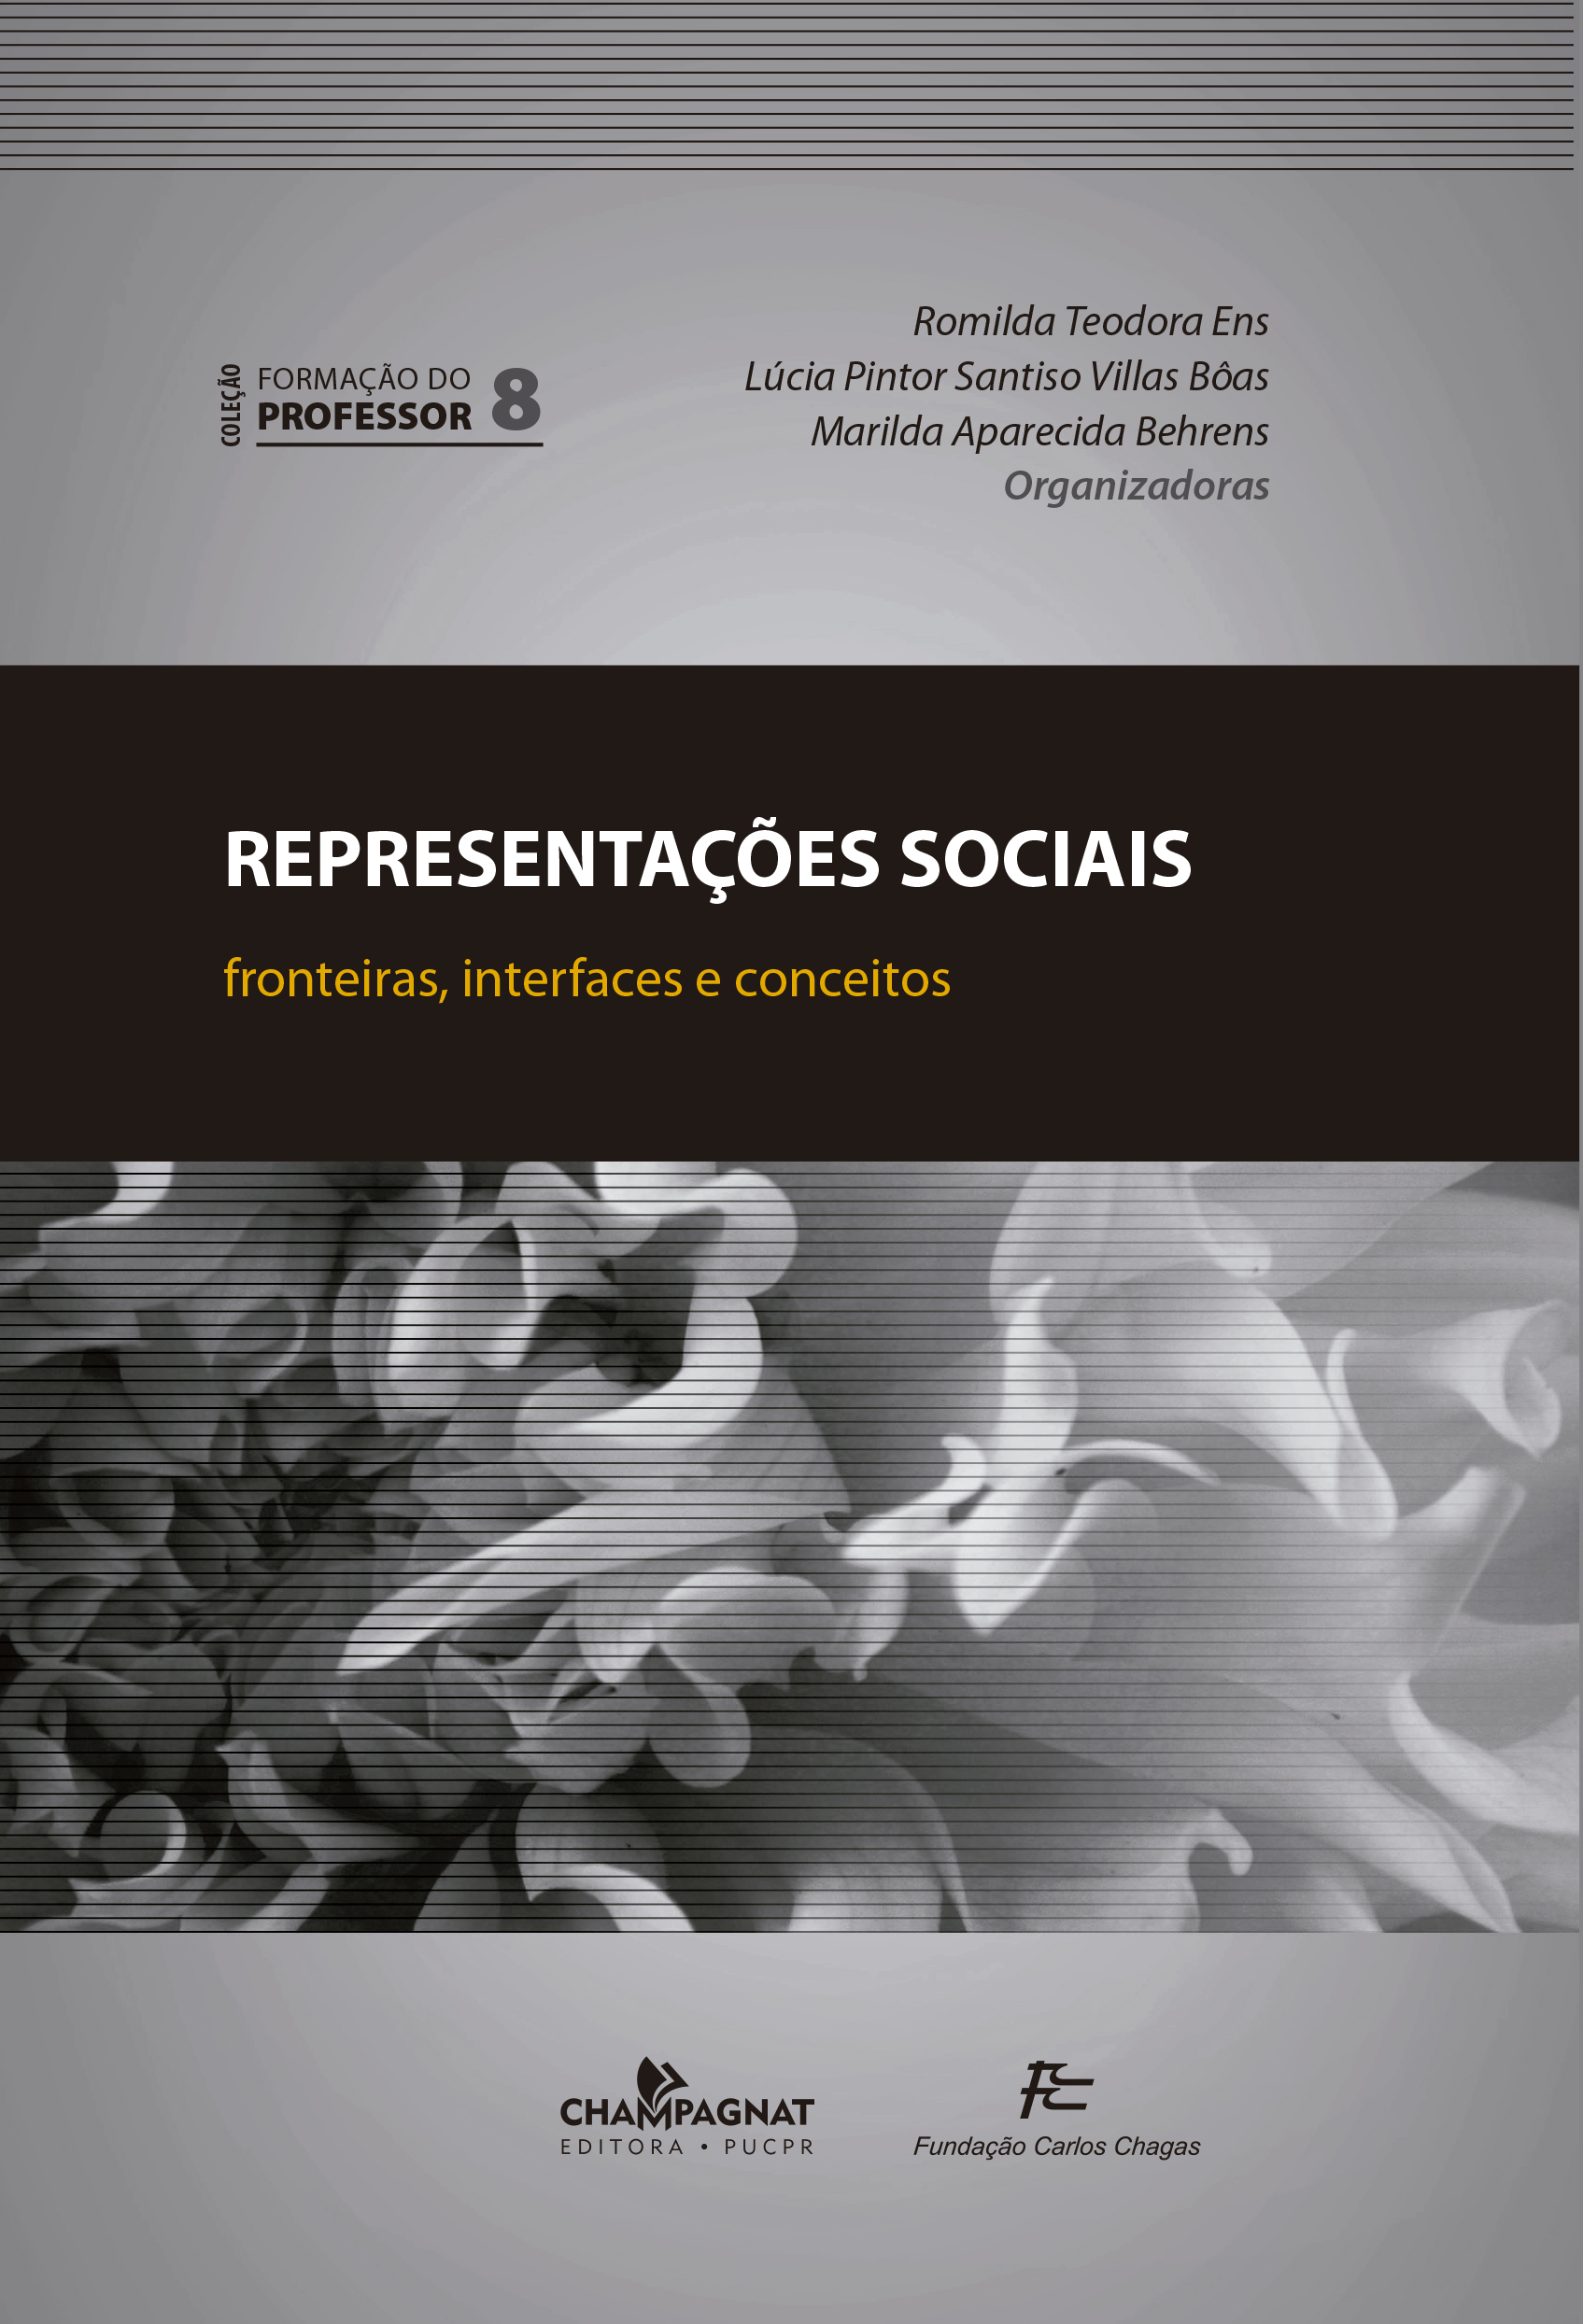 Romilda Teodora Ens
Lúcia Pintor Santiso Villas Bôas
Marilda Aparecida Behrens
Organizadoras
COLEÇÃO
FORMAÇÃO DO
PROFESSOR 8
REPRESENTAÇÕES SOCIAIS
fronteiras, interfaces e conceitos
CHAMPAGNAT
EDITORA • PUCPR
FCC
Fundação Carlos Chagas